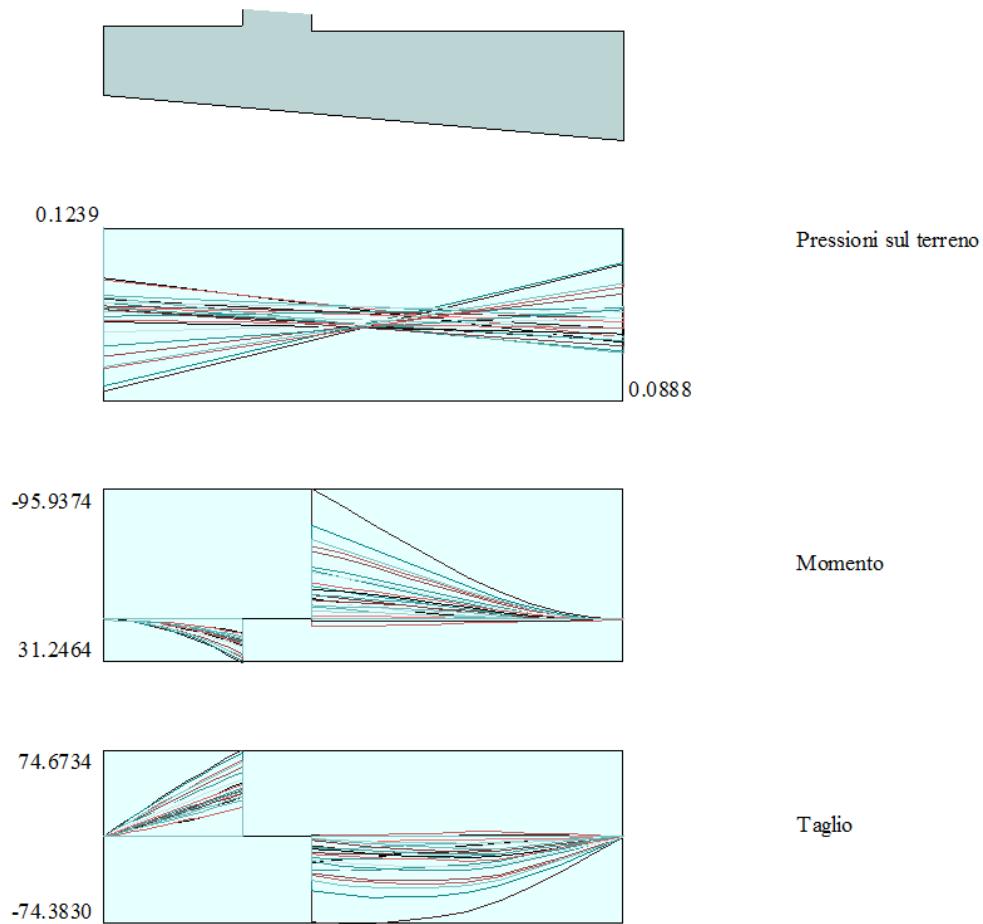 0.1239
Pressioni sul terreno
0.0888
-95.9374
Momento
31.2464
74.6734
Taglio
-74.3830